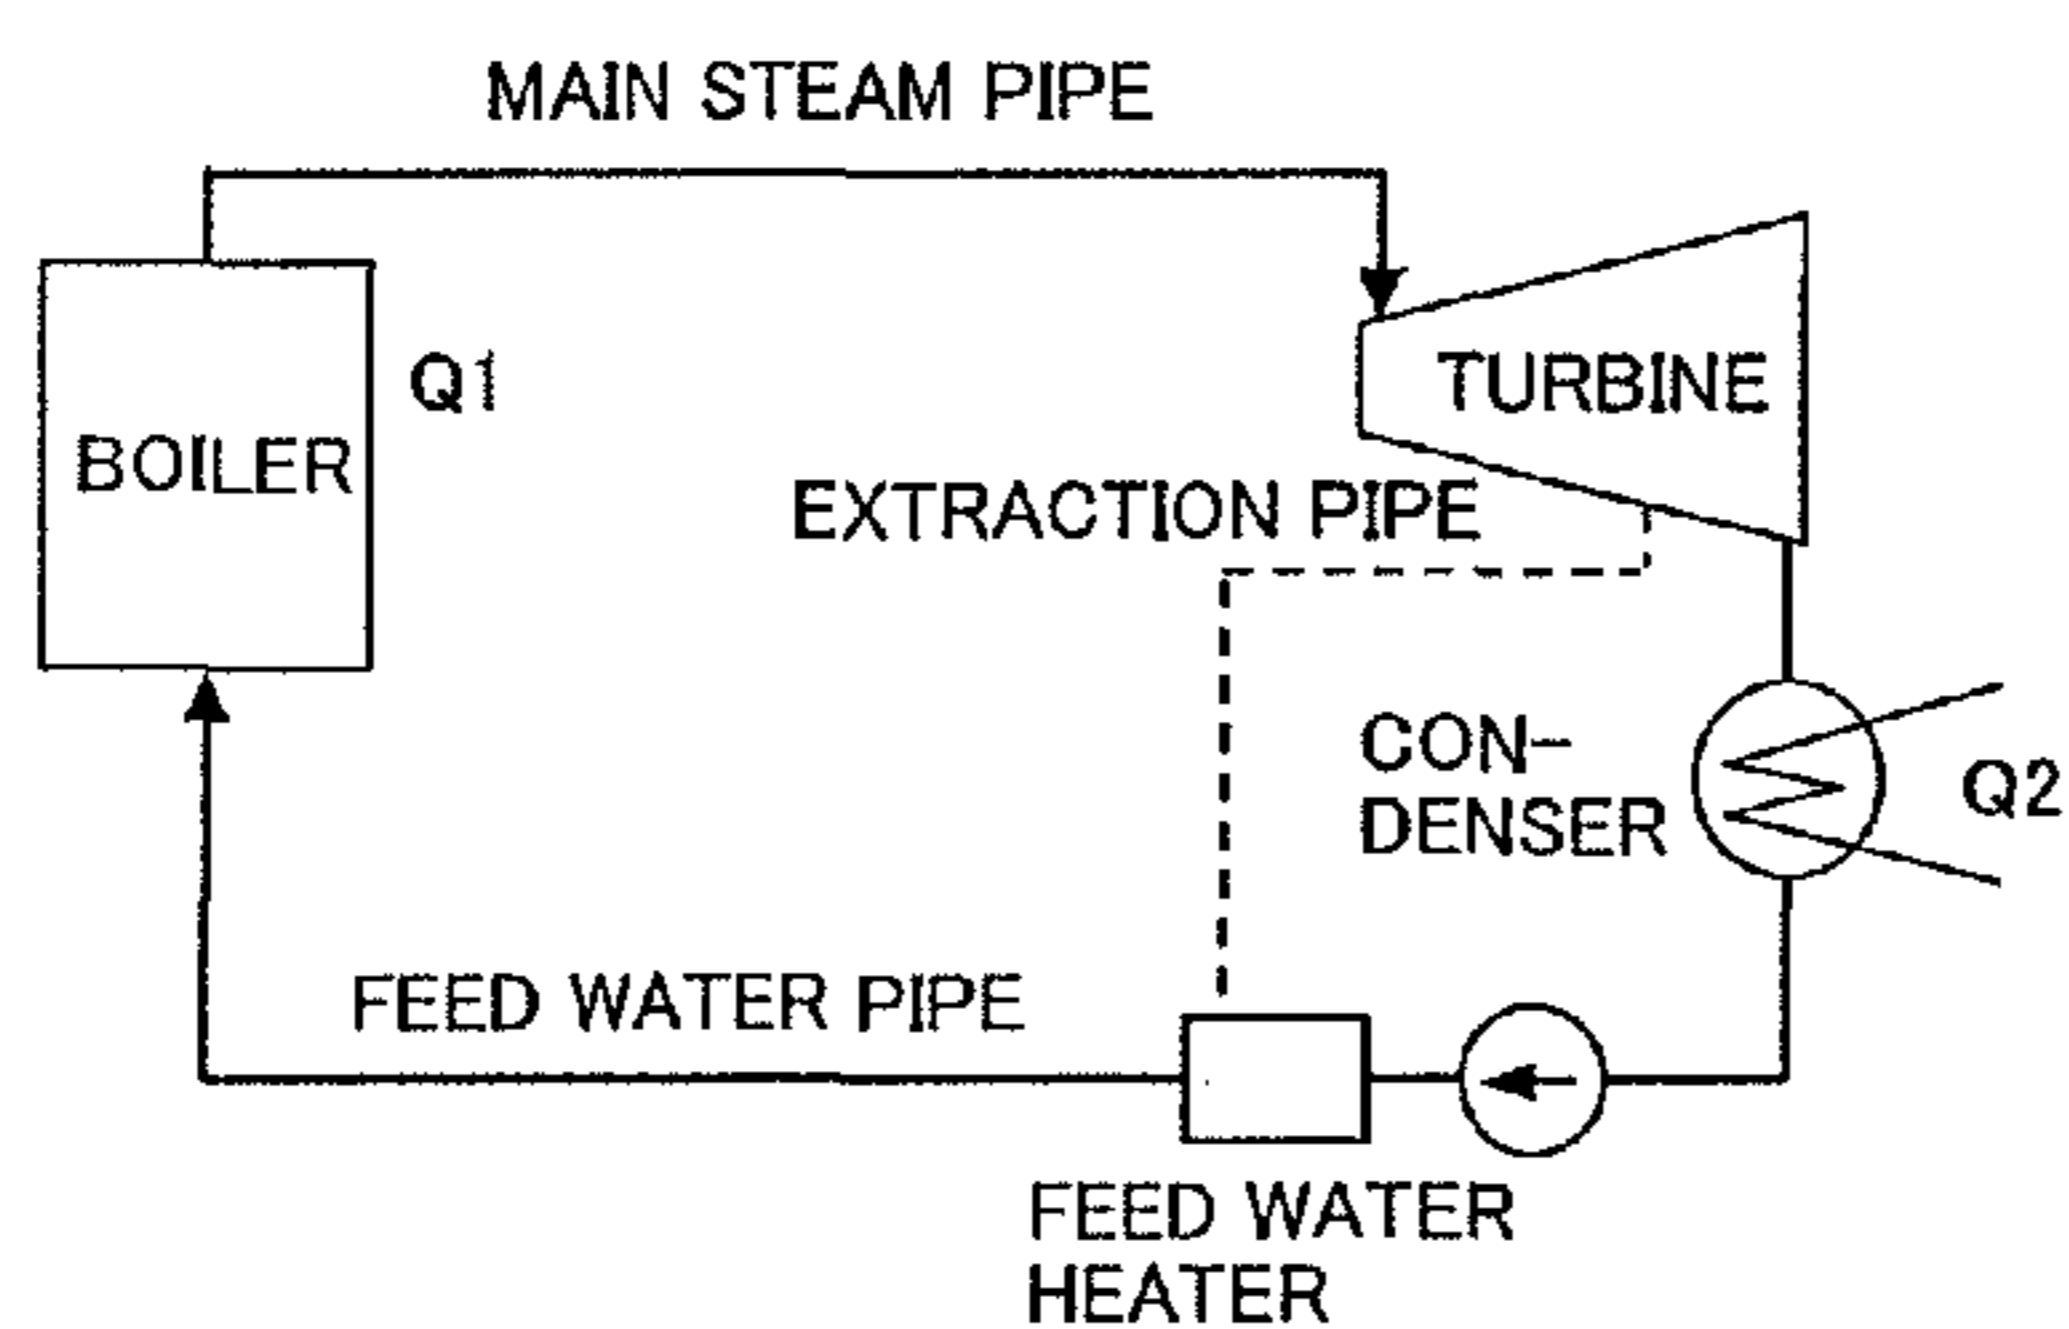 MAIN STEAM PIPE
Q1
TURBINE
BOILER
EXTRACTION PIPE
CON-
DENSER
Q2
FEED WATER PIPE
FEED WATER
HEATER